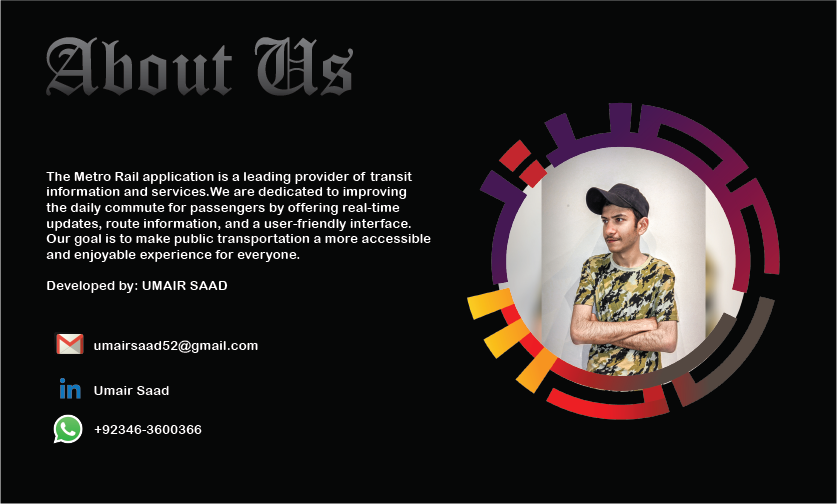 About Us
The Metro Rail application is a leading provider of transit
information and services.We are dedicated to improving
the daily commute for passengers by offering real-time
updates, route information, and a user-friendly interface.
Our goal is to make public transportation a more accessible
and enjoyable experience for everyone.
Developed by: UMAIR SAAD
umairsaad52@gmail.com
in Umair Saad
+92346-3600366